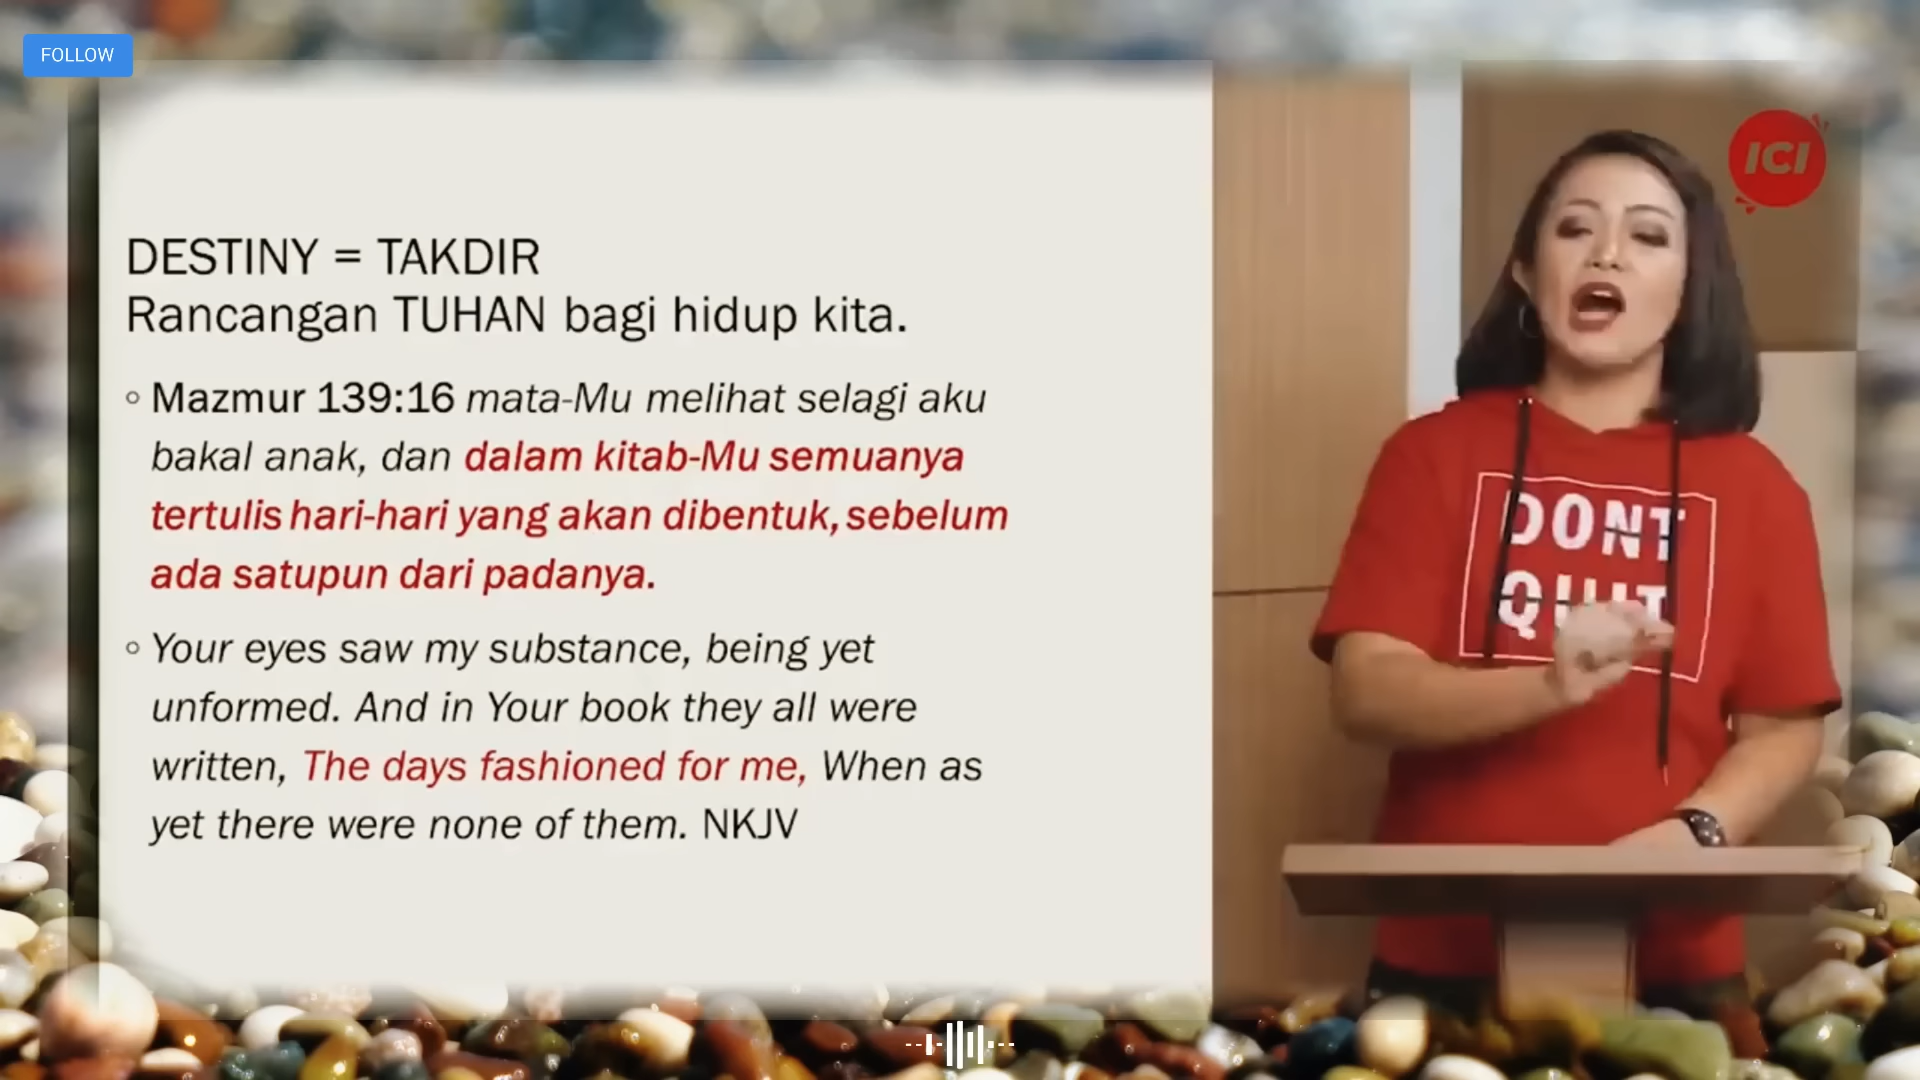 FOLLOW
ICI
DESTINY = TAKDIR
Rancangan TUHAN bagi hidup kita.
Mazmur 139:16 mata-Mu melihat selagi aku
bakal anak, dan dalam kitab-Mu semuanya
tertulis hari-hari yang akan dibentuk, sebelum
ada satupun dari padanya.
Your eyes saw my substance, being yet
unformed. And in Your book they all were
written, The days fashioned for me, When as
yet there were none of them. NKJV
DONT
QUIT